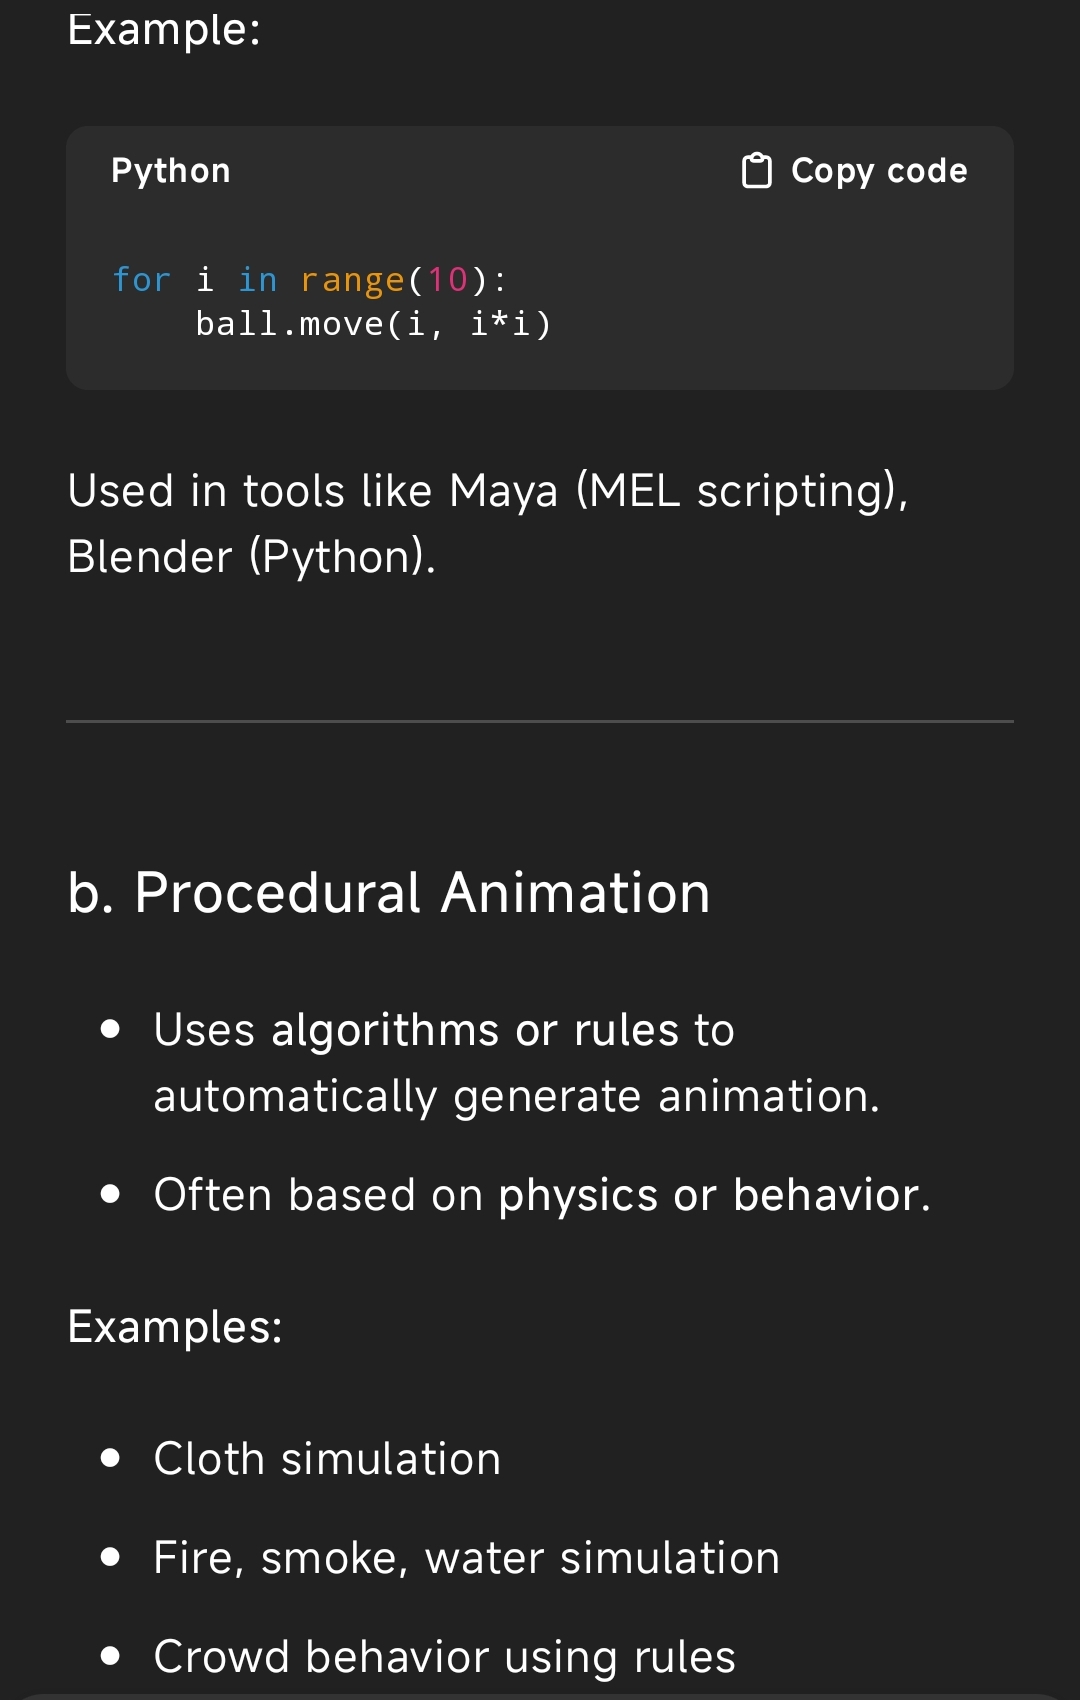 Example:
Python
Copy code
for i in range(10):
    ball.move(i, i*i)
Used in tools like Maya (MEL scripting),
Blender (Python).
b. Procedural Animation
• Uses algorithms or rules to
automatically generate animation.
• Often based on physics or behavior.
Examples:
• Cloth simulation
• Fire, smoke, water simulation
• Crowd behavior using rules